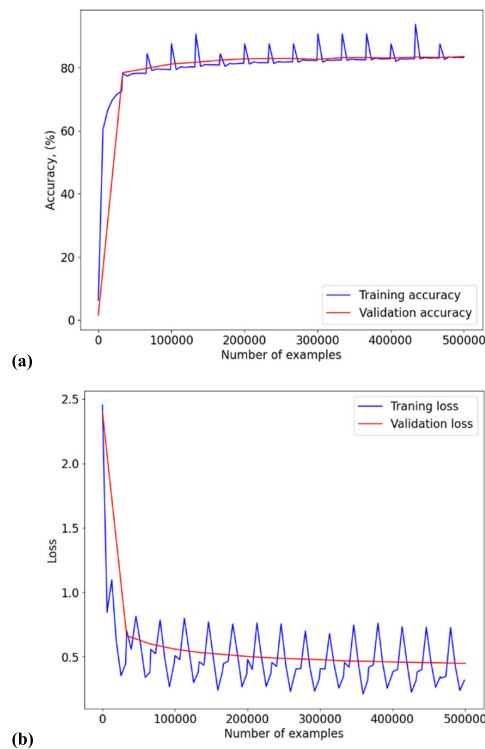 80
60
40
20
0
Accuracy, (%)
Training accuracy
Validation accuracy
0 100000 200000 300000 400000 500000
Number of examples
(a)
2.5
2.0
1.5
1.0
0.5
Loss
Traning loss
Validation loss
0 100000 200000 300000 400000 500000
Number of examples
(b)